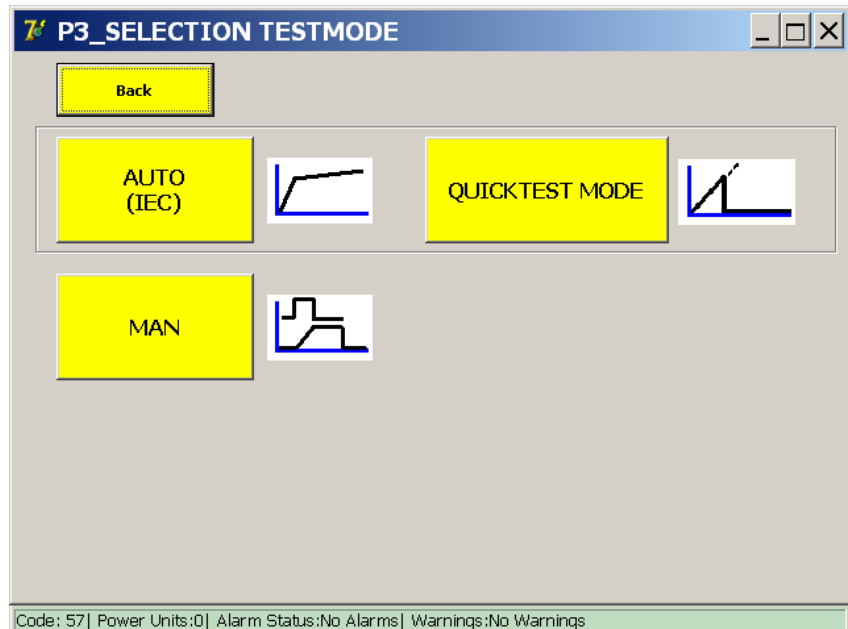 P3_SELECTION TESTMODE
Back
AUTO
(IEC)
QUICKTEST MODE
MAN
Code: 57| Power Units:0| Alarm Status:No Alarms| Warnings:No Warnings